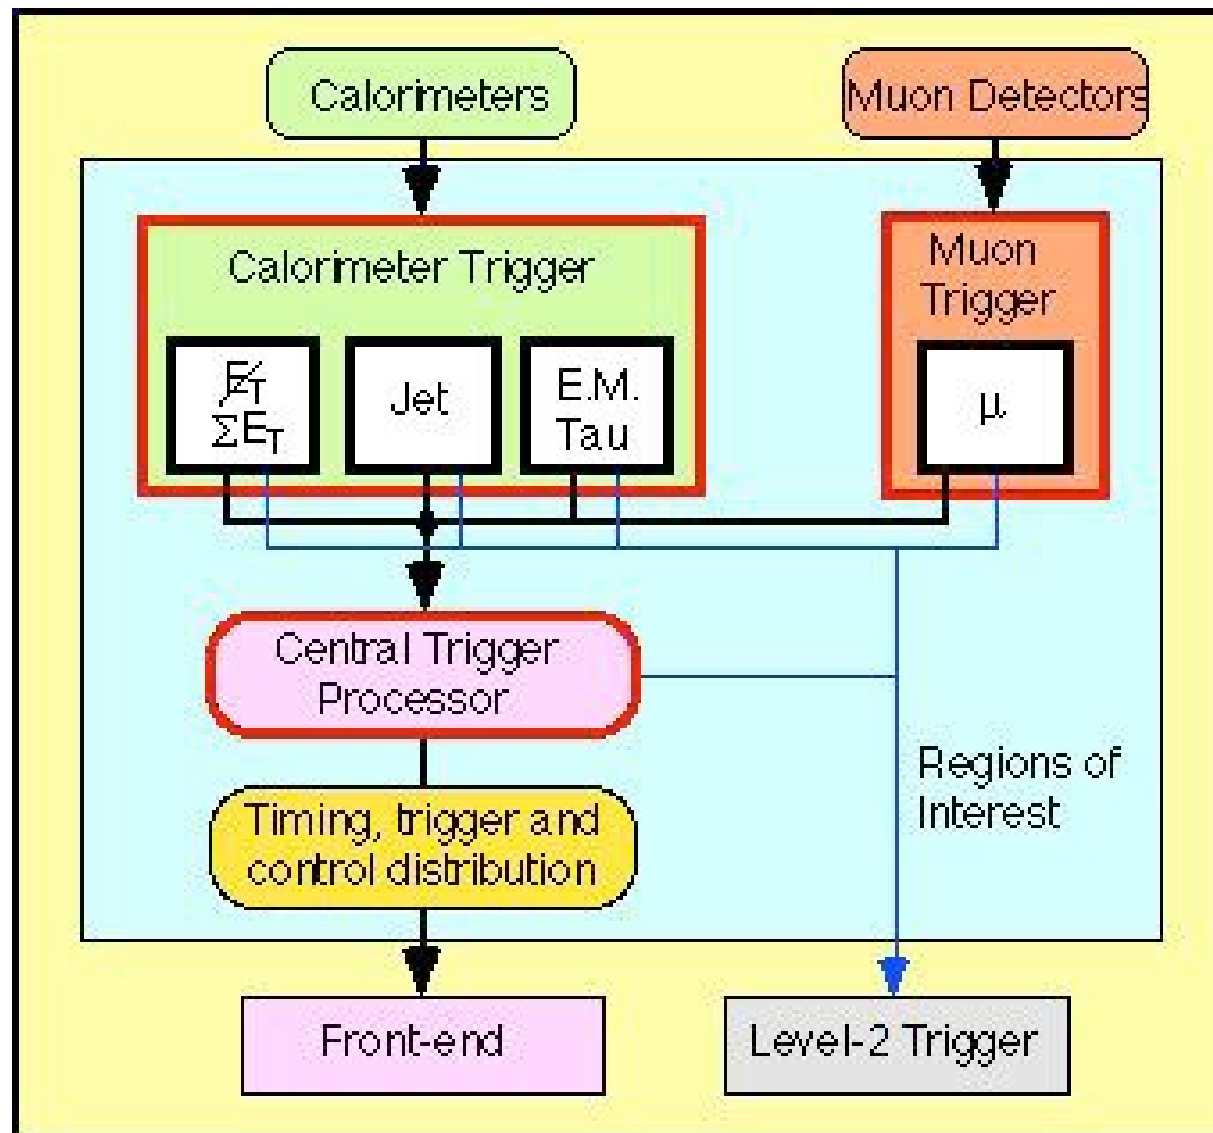 Calorimeters
Muon Detectors
Calorimeter Trigger
Muon
Trigger
E̸T
ΣET
Jet
E.M.
Tau
μ
Central Trigger
Processor
Timing, trigger and
control distribution
Regions of
Interest
Front-end
Level-2 Trigger